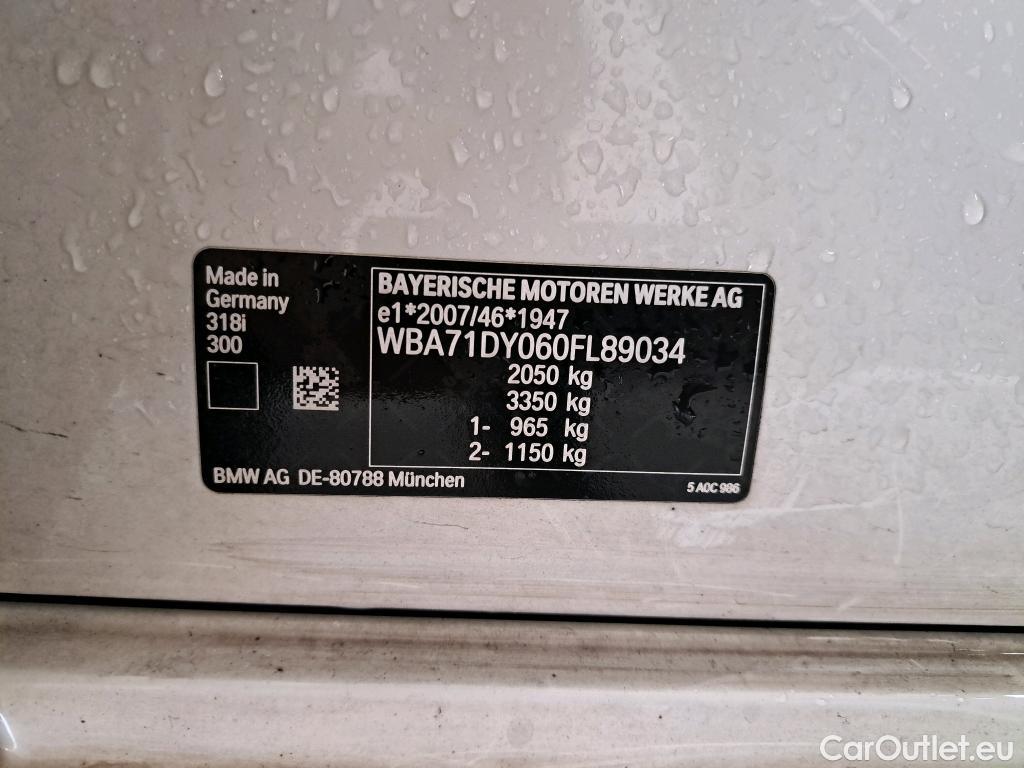 Made in
Germany
318i
300
BAYERISCHE MOTOREN WERKE AG
e1*2007/46*1947
WBA71DY060FL89034
2050 kg
3350 kg
1- 965 kg
2- 1150 kg
BMW AG DE-80788 München
5 A0C 986
CarOutlet.eu